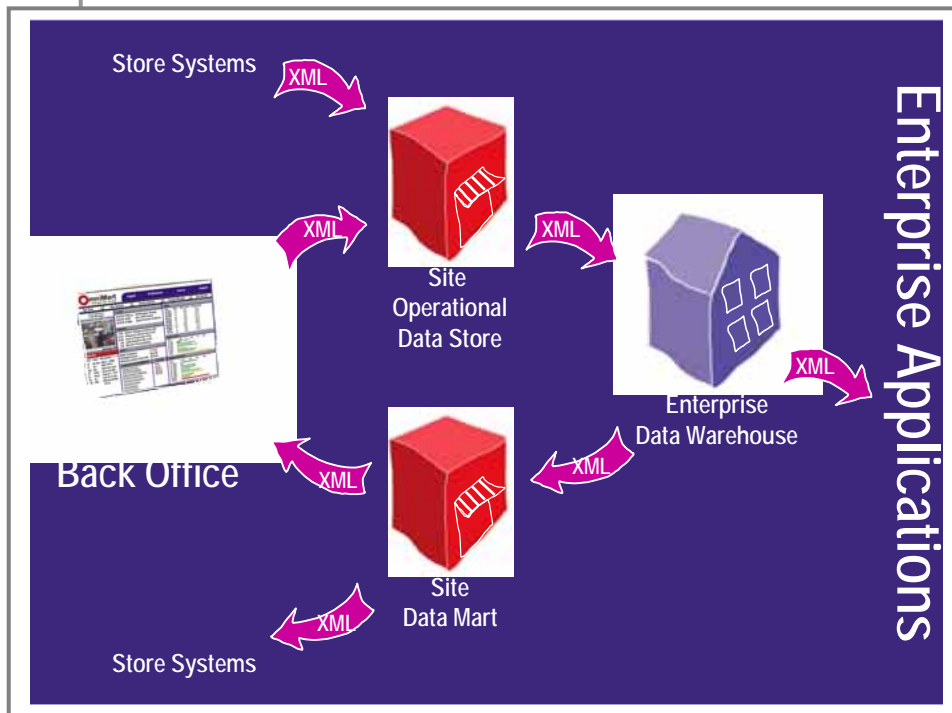 Store Systems
XML
XML
XML
Site
Operational
Data Store
OmniMart
Enterprise Applications
XML
Enterprise
Data Warehouse
Back Office
XML
XML
Site
Data Mart
XML
Store Systems